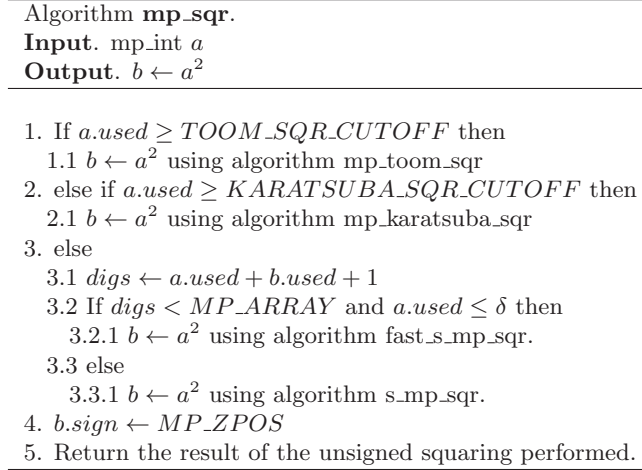 Algorithm mp_sqr.
Input. mp_int a
Output. b ← a²
1. If a.used ≥ TOOM_SQR_CUTOFF then
1.1 b ← a² using algorithm mp_toom_sqr
2. else if a.used ≥ KARATSUBA_SQR_CUTOFF then
2.1 b ← a² using algorithm mp_karatsuba_sqr
3. else
3.1 digs ← a.used + b.used + 1
3.2 If digs < MP_ARRAY and a.used ≤ δ then
3.2.1 b ← a² using algorithm fast_s_mp_sqr.
3.3 else
3.3.1 b ← a² using algorithm s_mp_sqr.
4. b.sign ← MP_ZPOS
5. Return the result of the unsigned squaring performed.